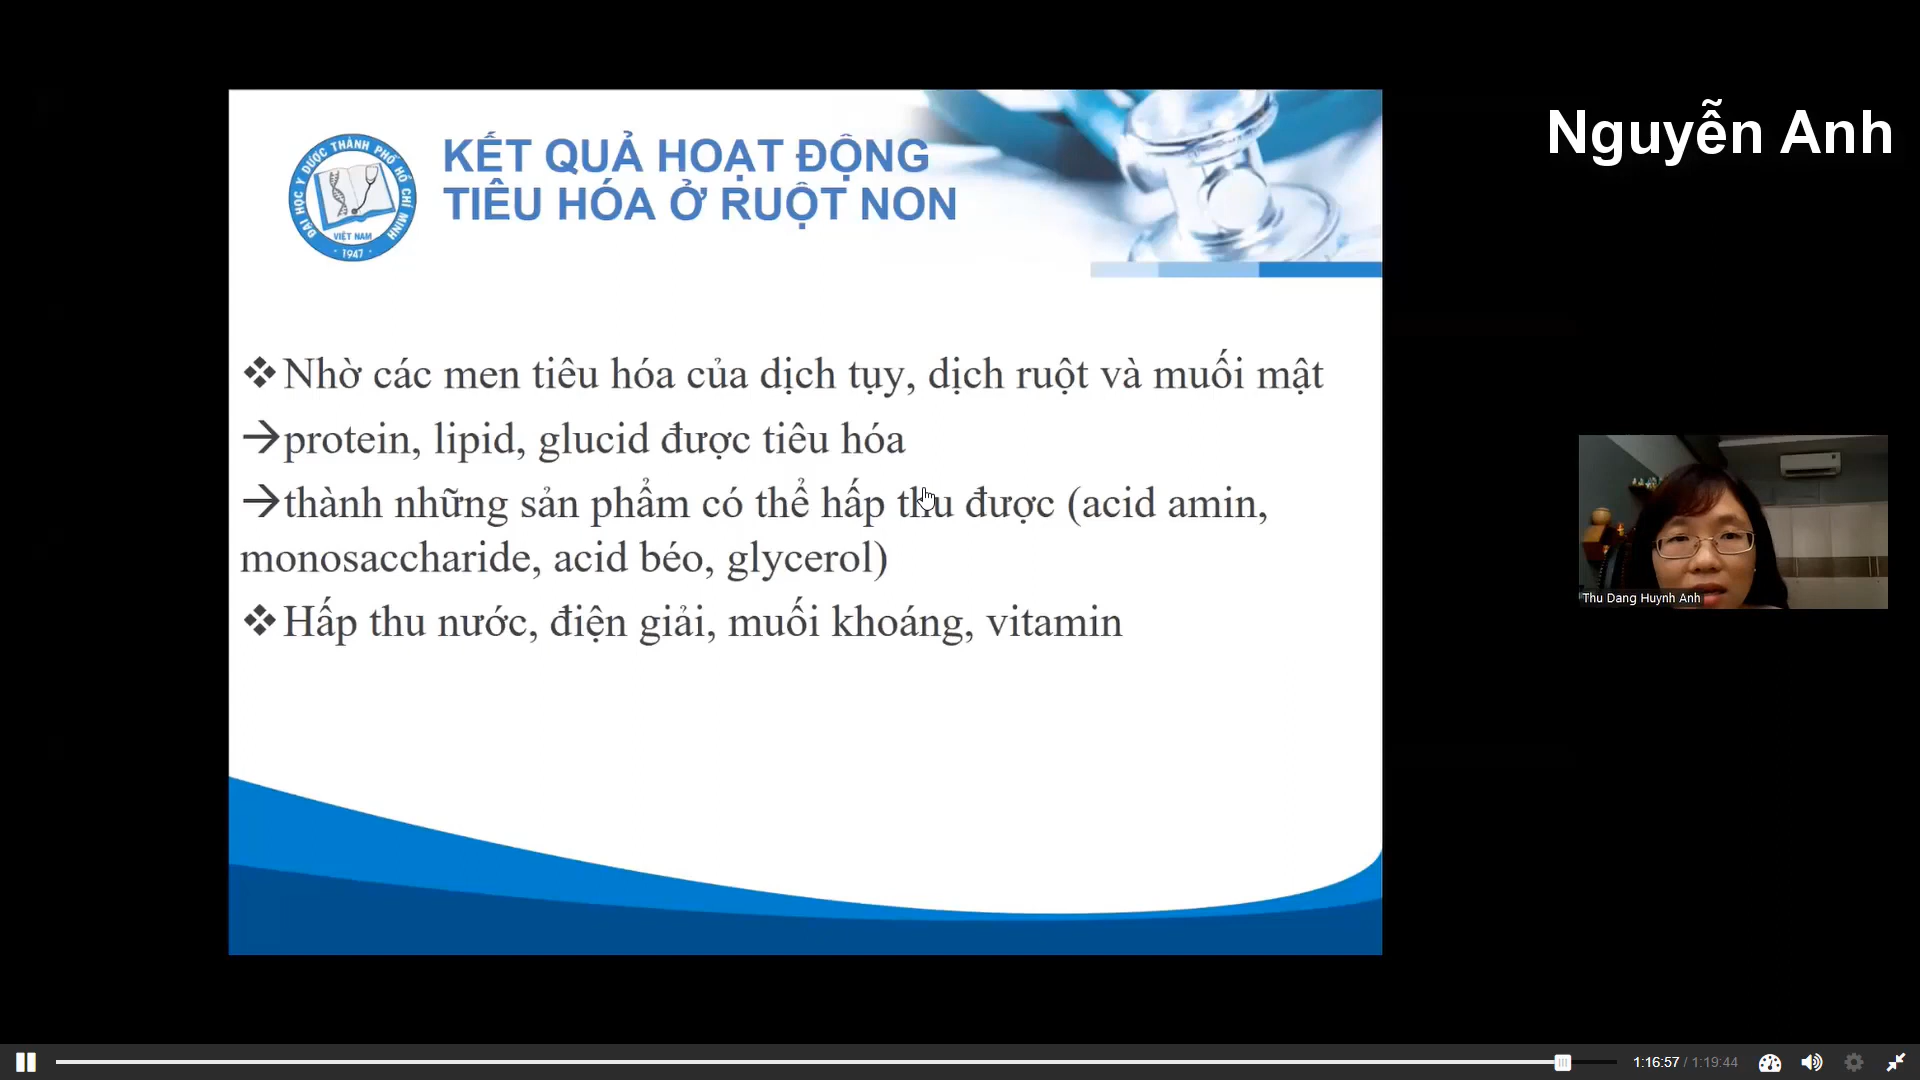 ĐẠI HỌC Y DƯỢC THÀNH PHỐ HỒ CHÍ MINH
VIỆT NAM
1947
KẾT QUẢ HOẠT ĐỘNG
TIÊU HÓA Ở RUỘT NON
Nguyễn Anh
❖Nhờ các men tiêu hóa của dịch tụy, dịch ruột và muối mật
→protein, lipid, glucid được tiêu hóa
→thành những sản phẩm có thể hấp thu được (acid amin,
monosaccharide, acid béo, glycerol)
❖Hấp thu nước, điện giải, muối khoáng, vitamin
Thu Dang Huynh Anh
1:16:57 / 1:19:44